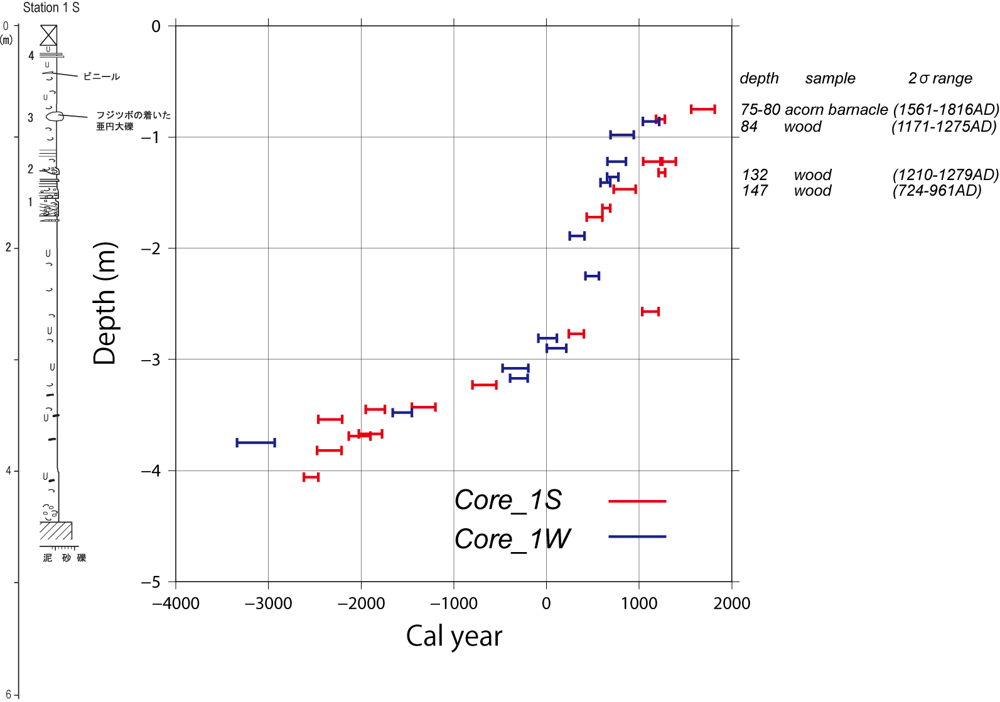 Station 1 S
0
(m)
4
ビニール
3
フジツボの着いた
亜円大礫
2
1
2
4
泥 砂 礫
6
Depth (m)
0
−1
−2
−3
−4
−5
−4000 −3000 −2000 −1000 0 1000 2000
Cal year
Core_1S
Core_1W
depth sample 2σ range
75-80 acorn barnacle (1561-1816AD)
84 wood (1171-1275AD)
132 wood (1210-1279AD)
147 wood (724-961AD)